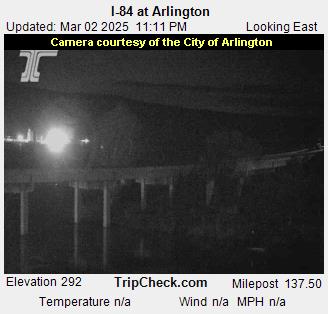 I-84 at Arlington
Updated: Mar 02 2025 11:11 PM Looking East
Camera courtesy of the City of Arlington
Elevation 292 TripCheck.com Milepost 137.50
Temperature n/a Wind n/a MPH n/a